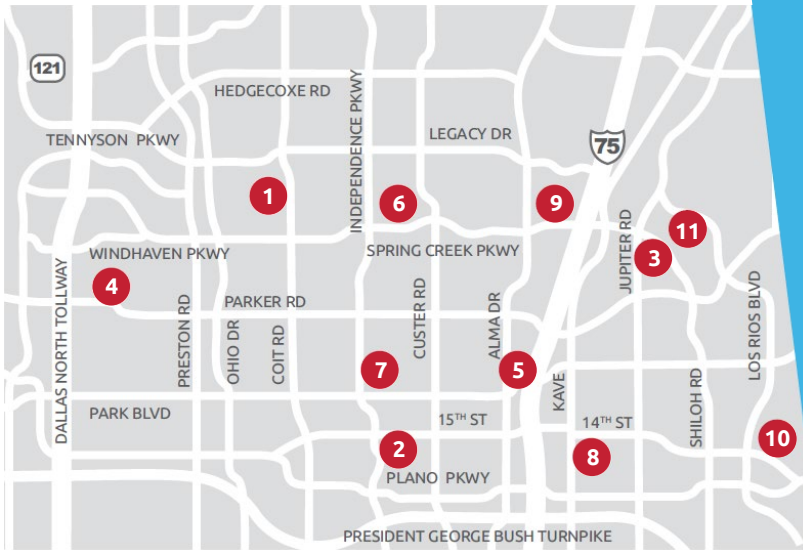 121
HEDGECOXE RD
INDEPENDENCE PKWY
TENNYSON PKWY
LEGACY DR
75
1
6
9
JUPITER RD
11
WINDHAVEN PKWY
SPRING CREEK PKWY
3
4
DALLAS NORTH TOLLWAY
PRESTON RD
OHIO DR
PARKER RD
COIT RD
CUSTER RD
ALMA DR
LOS RIOS BLVD
7
5
KAVE
SHILOH RD
PARK BLVD
15TH ST
14TH ST
10
2
8
PLANO PKWY
PRESIDENT GEORGE BUSH TURNPIKE